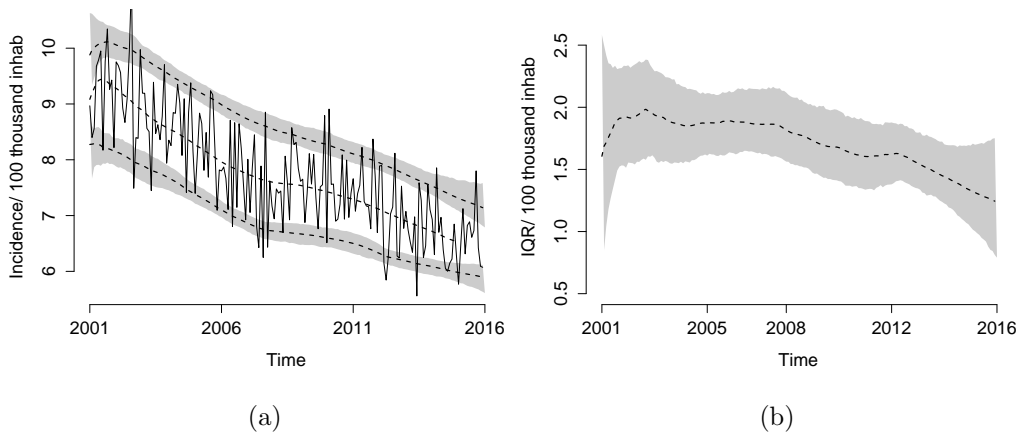 Incidence/ 100 thousand inhab
10
9
8
7
6
2001 2006 2011 2016
Time
(a)
IQR/ 100 thousand inhab
2.5
2.0
1.5
1.0
0.5
2001 2005 2008 2012 2016
Time
(b)